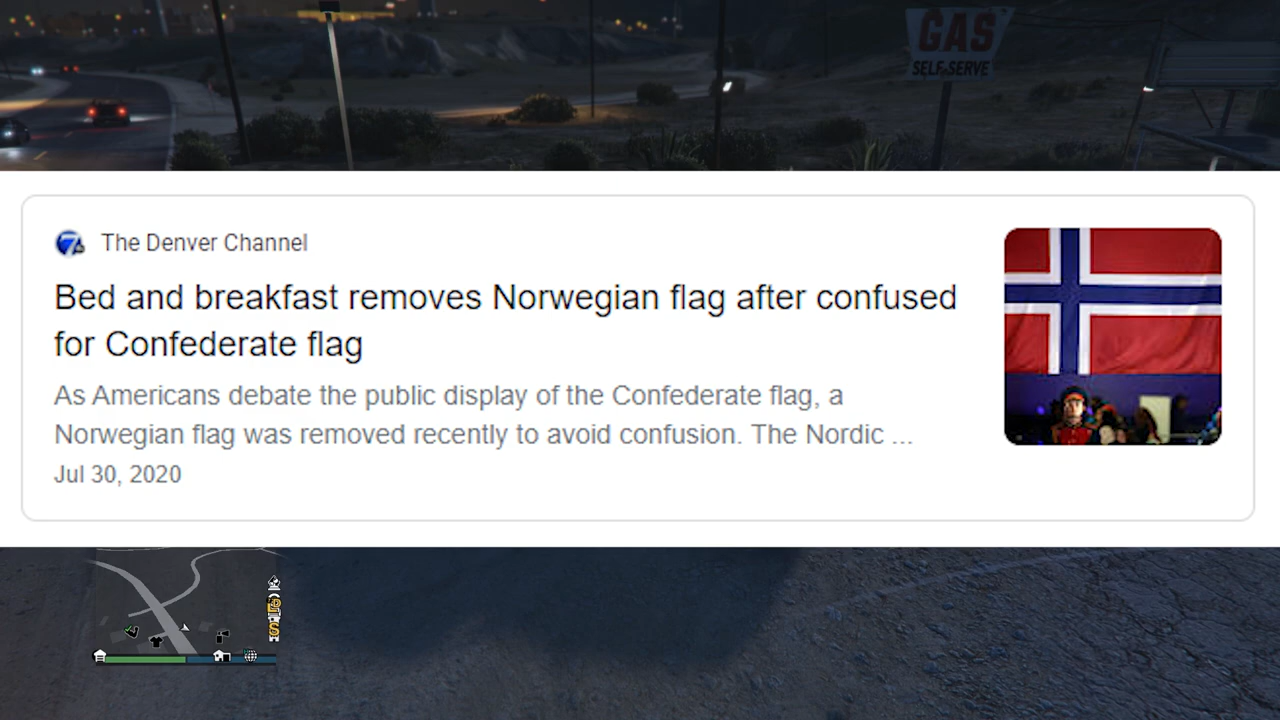 GAS
SELF-SERVE
The Denver Channel
Bed and breakfast removes Norwegian flag after confused
for Confederate flag
As Americans debate the public display of the Confederate flag, a
Norwegian flag was removed recently to avoid confusion. The Nordic ...
Jul 30, 2020